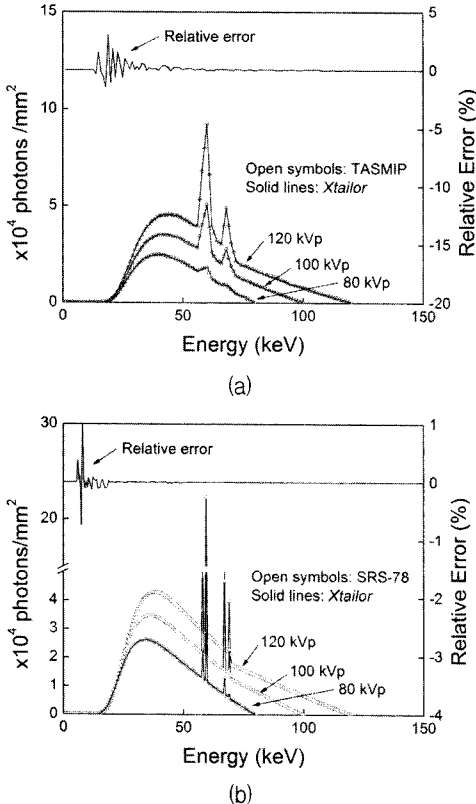 15
10
5
0
x10⁴ photons /mm²
Relative error
5
0
-5
-10
-15
-20
Relative Error (%)
Open symbols: TASMIP
Solid lines: Xtailor
120 kVp
100 kVp
80 kVp
0
50
100
150
Energy (keV)
(a)
30
20
4
3
2
1
0
x10⁴ photons/mm²
Relative error
1
0
-1
-2
-3
-4
Relative Error (%)
Open symbols: SRS-78
Solid lines: Xtailor
120 kVp
100 kVp
80 kVp
0
50
100
150
Energy (keV)
(b)